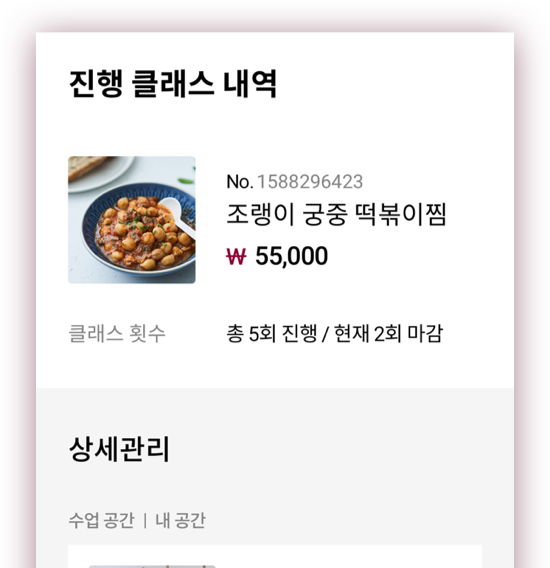 진행 클래스 내역
No. 1588296423
조랭이 궁중 떡볶이찜
₩ 55,000
클래스 횟수 총 5회 진행 / 현재 2회 마감
상세관리
수업 공간 | 내 공간